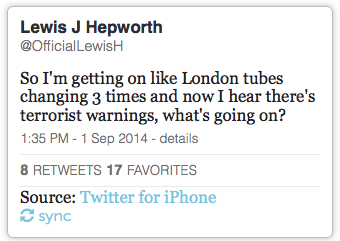 Lewis J Hepworth
@OfficialLewisH
So I'm getting on like London tubes
changing 3 times and now I hear there's
terrorist warnings, what's going on?
1:35 PM - 1 Sep 2014 - details
8 RETWEETS 17 FAVORITES
Source: Twitter for iPhone
sync